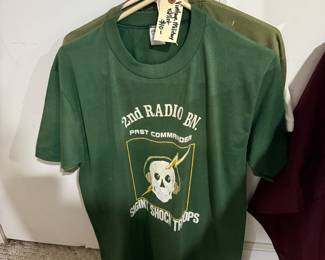 2nd RADIO BN.
PAST COMMANDER
SIGINT SHOCK TROOPS